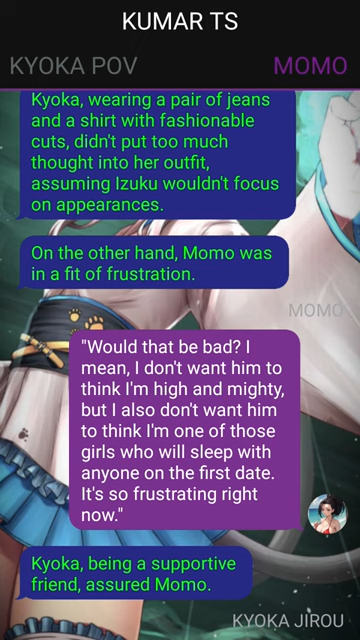 KUMAR TS
KYOKA POV
MOMO
Kyoka, wearing a pair of jeans
and a shirt with fashionable
cuts, didn't put too much
thought into her outfit,
assuming Izuku wouldn't focus
on appearances.
On the other hand, Momo was
in a fit of frustration.
MOMO
"Would that be bad? I
mean, I don't want him to
think I'm high and mighty,
but I also don't want him
to think I'm one of those
girls who will sleep with
anyone on the first date.
It's so frustrating right
now."
Kyoka, being a supportive
friend, assured Momo.
KYOKA JIROU